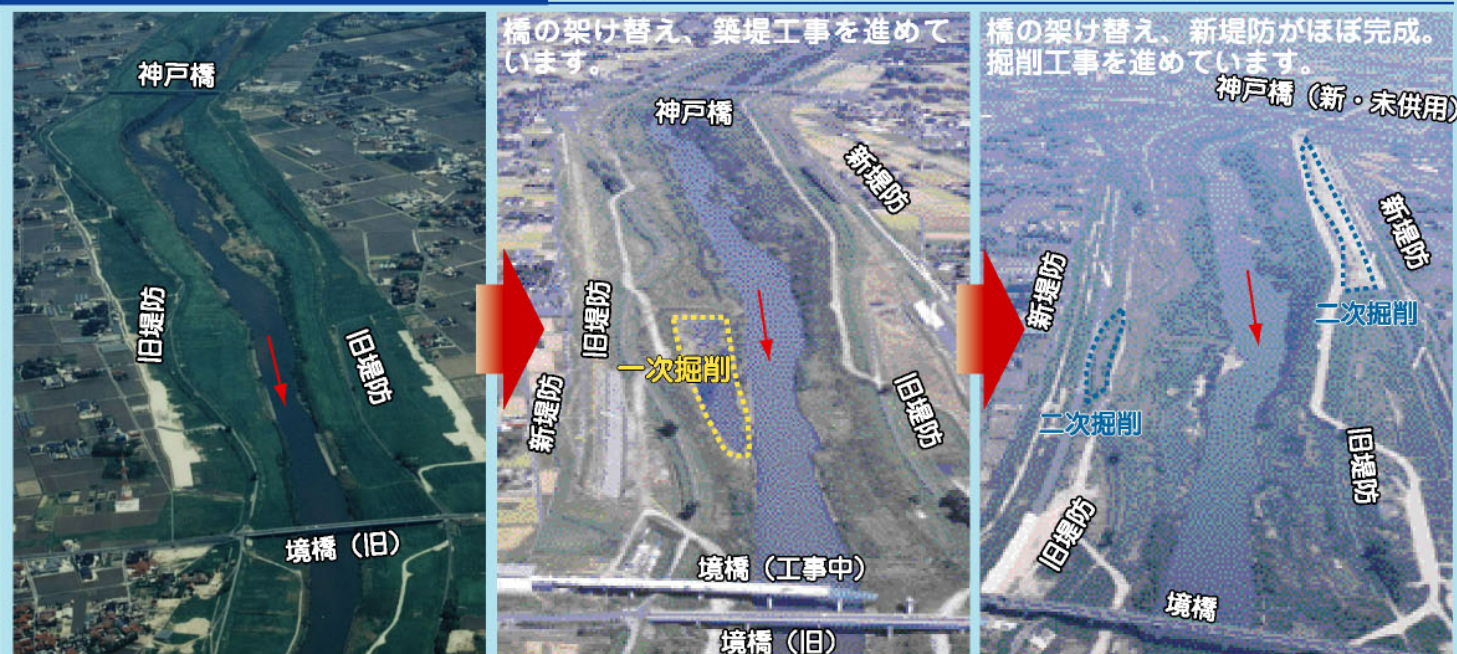 神戸橋
旧堤防
旧堤防
境橋（旧）
橋の架け替え、築堤工事を進めて
います。
神戸橋
新堤防
旧堤防
一次掘削
新堤防
旧堤防
境橋（工事中）
境橋（旧）
橋の架け替え、新堤防がほぼ完成。
掘削工事を進めています。
神戸橋（新・未供用）
新堤防
新堤防
二次掘削
二次掘削
旧堤防
旧堤防
境橋